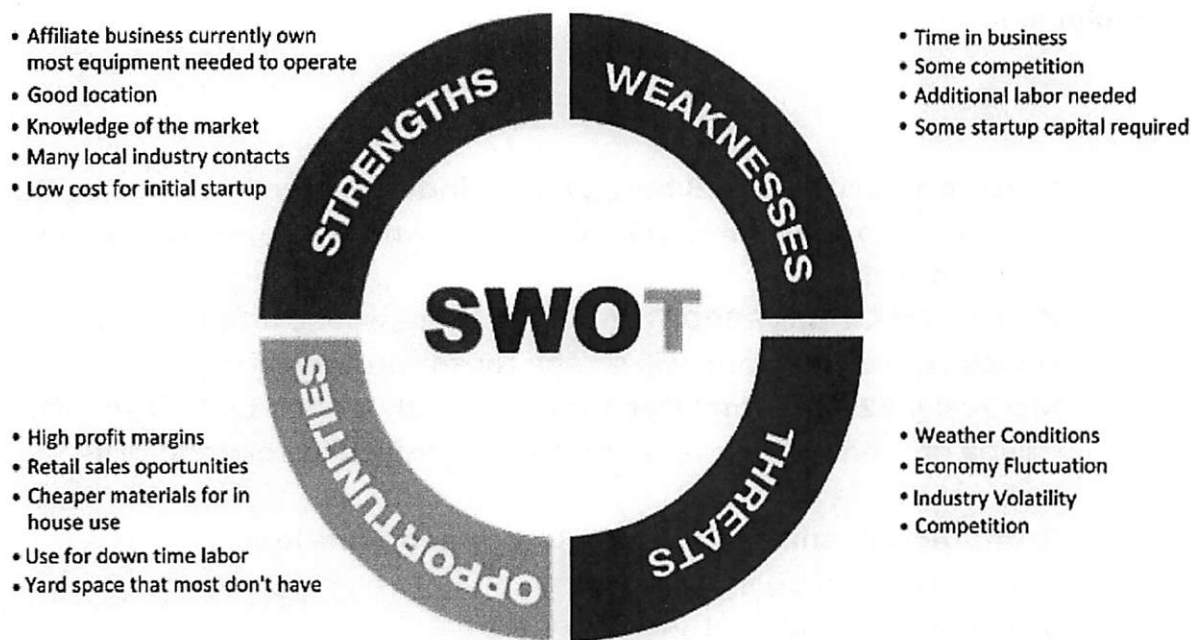 • Affiliate business currently own
most equipment needed to operate
• Good location
• Knowledge of the market
• Many local industry contacts
• Low cost for initial startup
STRENGTHS
WEAKNESSES
• Time in business
• Some competition
• Additional labor needed
• Some startup capital required
SWOT
• High profit margins
• Retail sales oportunities
• Cheaper materials for in
house use
• Use for down time labor
• Yard space that most don't have
OPPORTUNITIES
THREATS
• Weather Conditions
• Economy Fluctuation
• Industry Volatility
• Competition